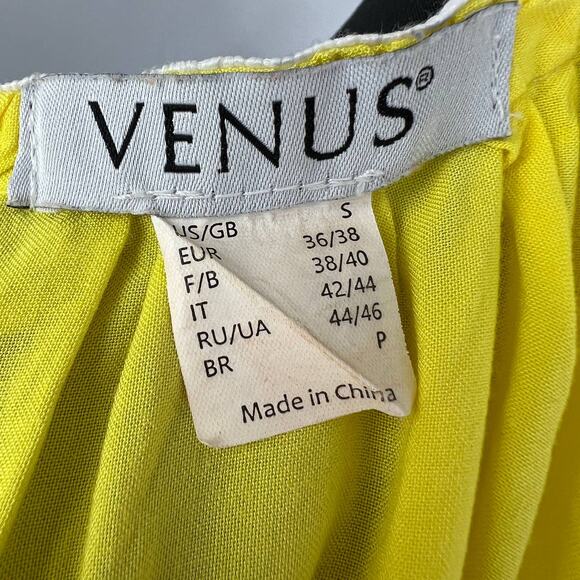 VENUS®
US/GB S
EUR 36/38
F/B 38/40
IT 42/44
RU/UA 44/46
BR P
Made in China